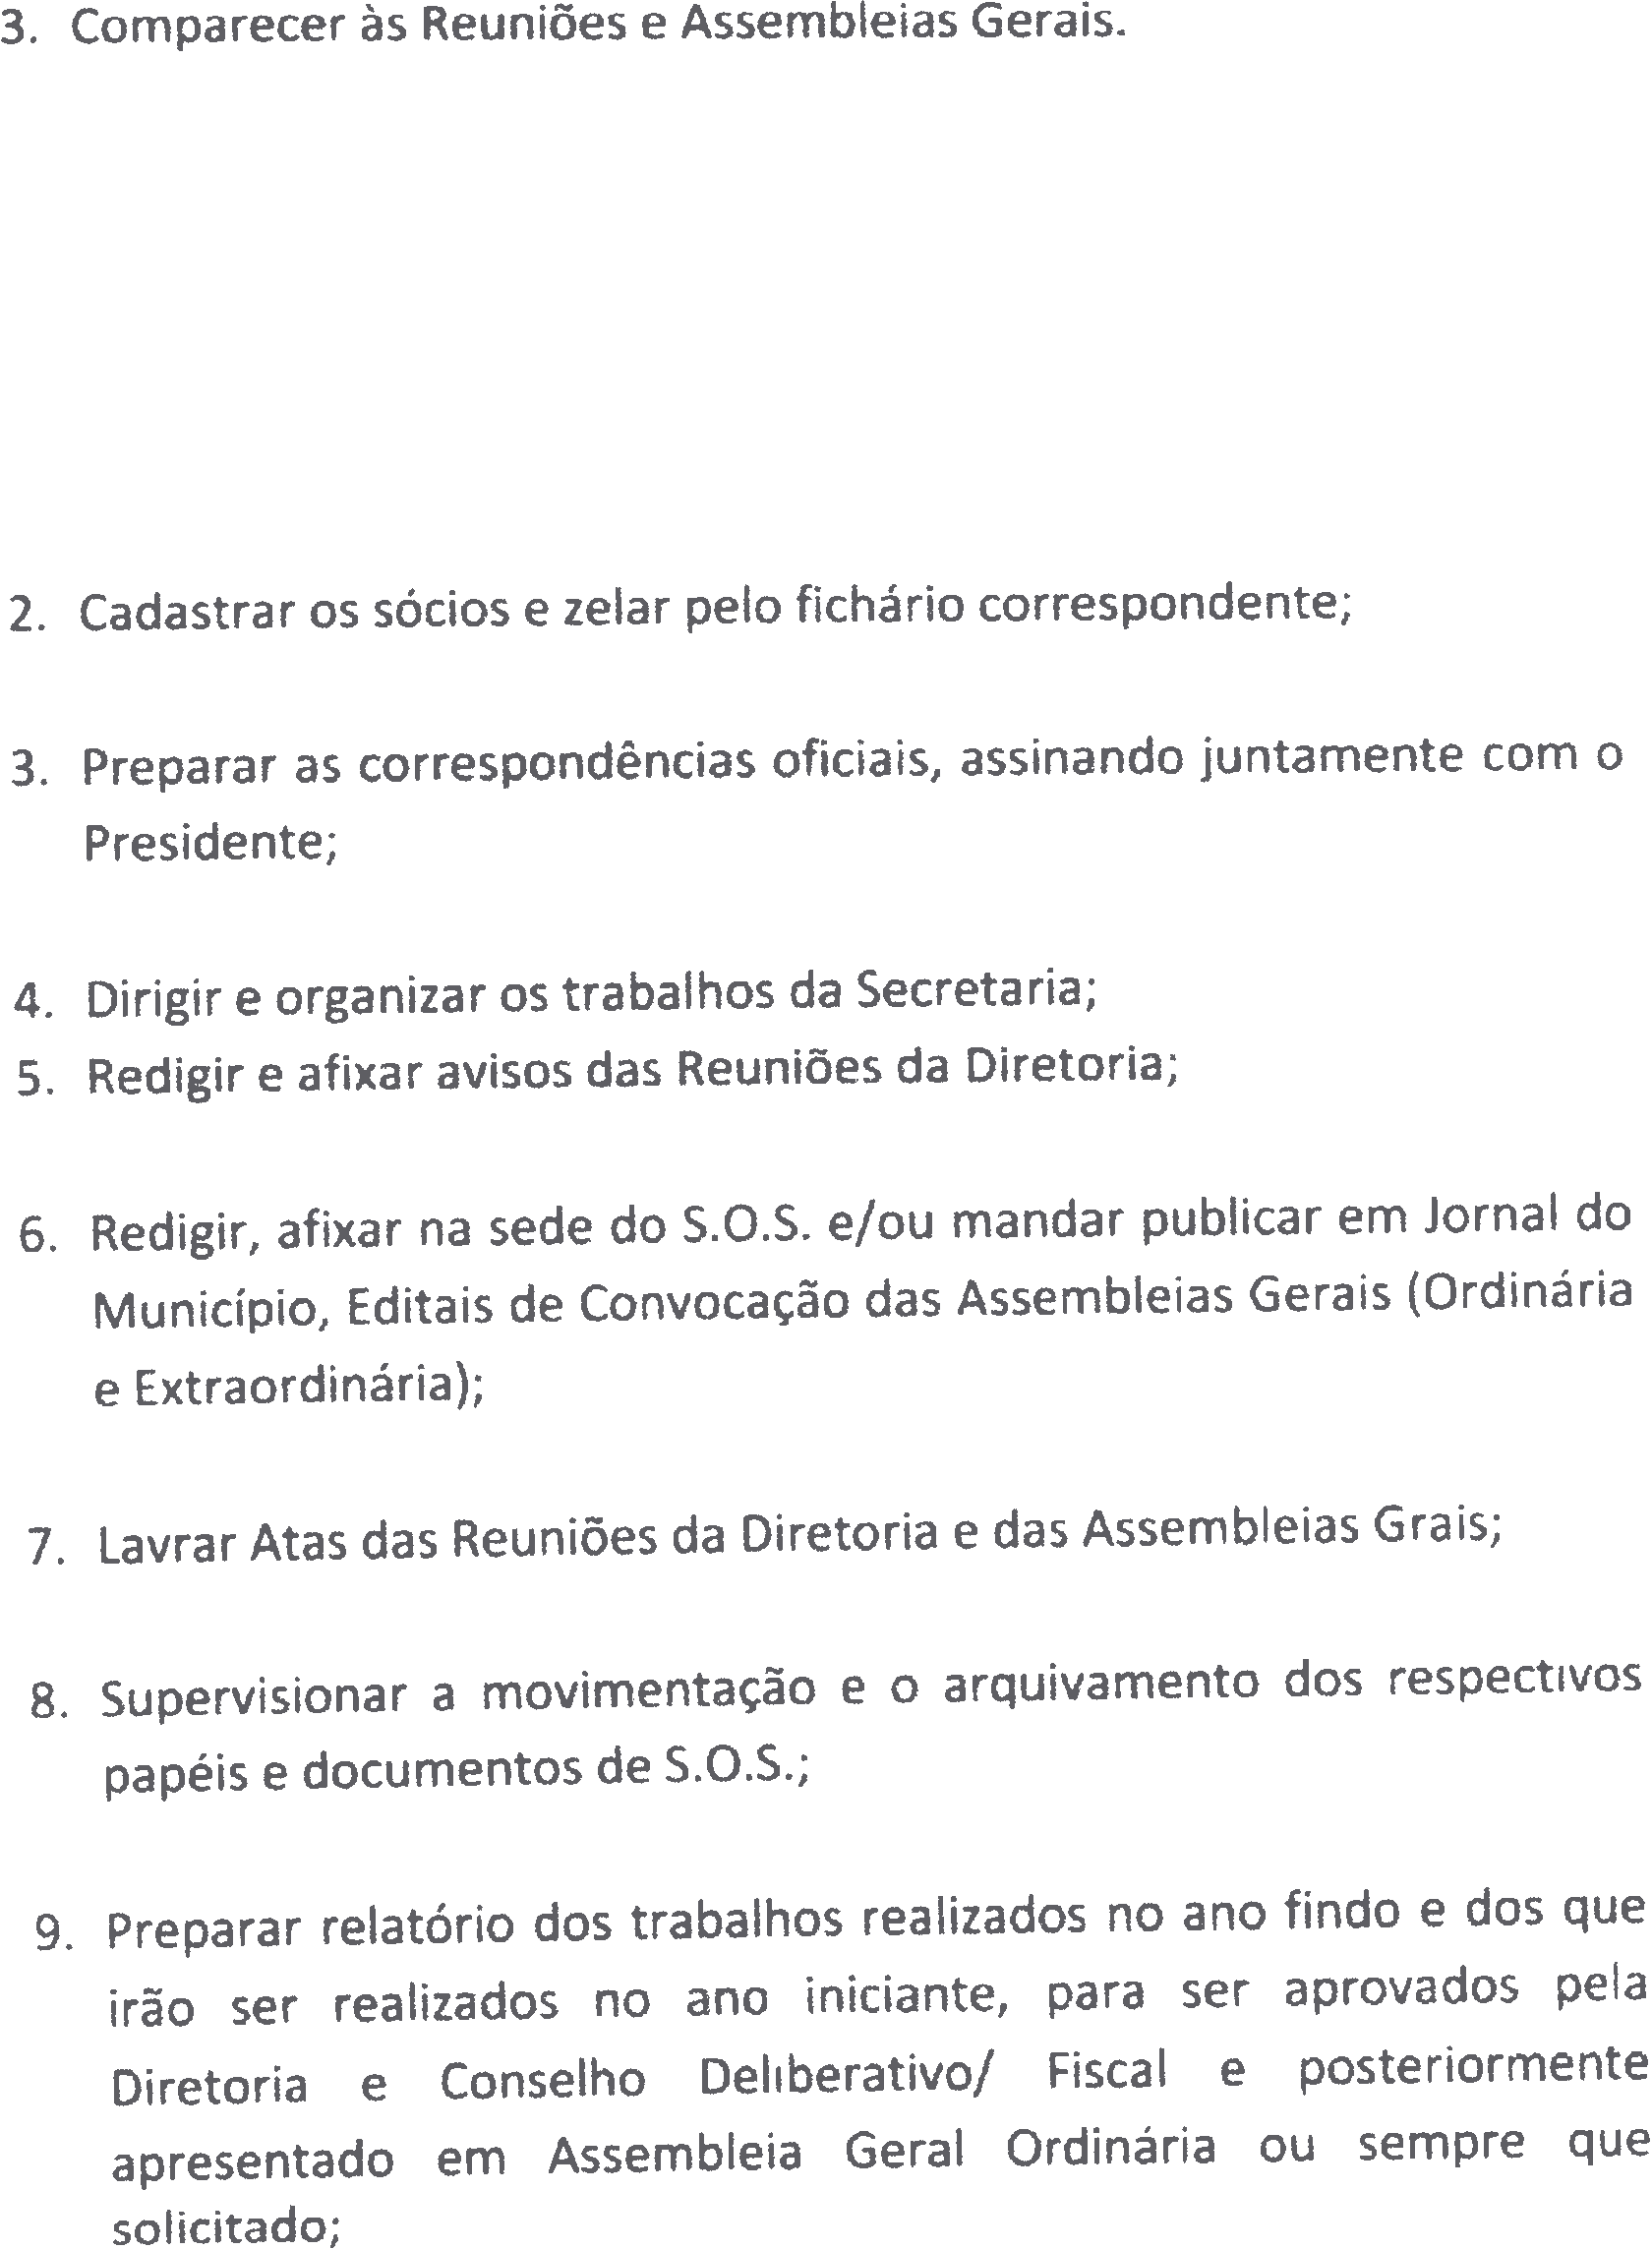 3. Comparecer às Reuniões e Assembleias Gerais.
2. Cadastrar os sócios e zelar pelo fichário correspondente;
3. Preparar as correspondências oficiais, assinando juntamente com o
Presidente;
4. Dirigir e organizar os trabalhos da Secretaria;
5. Redigir e afixar avisos das Reuniões da Diretoria;
6. Redigir, afixar na sede do S.O.S. e/ou mandar publicar em Jornal do
Município, Editais de Convocação das Assembleias Gerais (Ordinária
e Extraordinária);
7. Lavrar Atas das Reuniões da Diretoria e das Assembleias Grais;
8. Supervisionar a movimentação e o arquivamento dos respectivos
papéis e documentos de S.O.S.;
9. Preparar relatório dos trabalhos realizados no ano findo e dos que
irão ser realizados no ano iniciante, para ser aprovados pela
Diretoria e Conselho Deliberativo/ Fiscal e posteriormente
apresentado em Assembleia Geral Ordinária ou sempre que
solicitado;